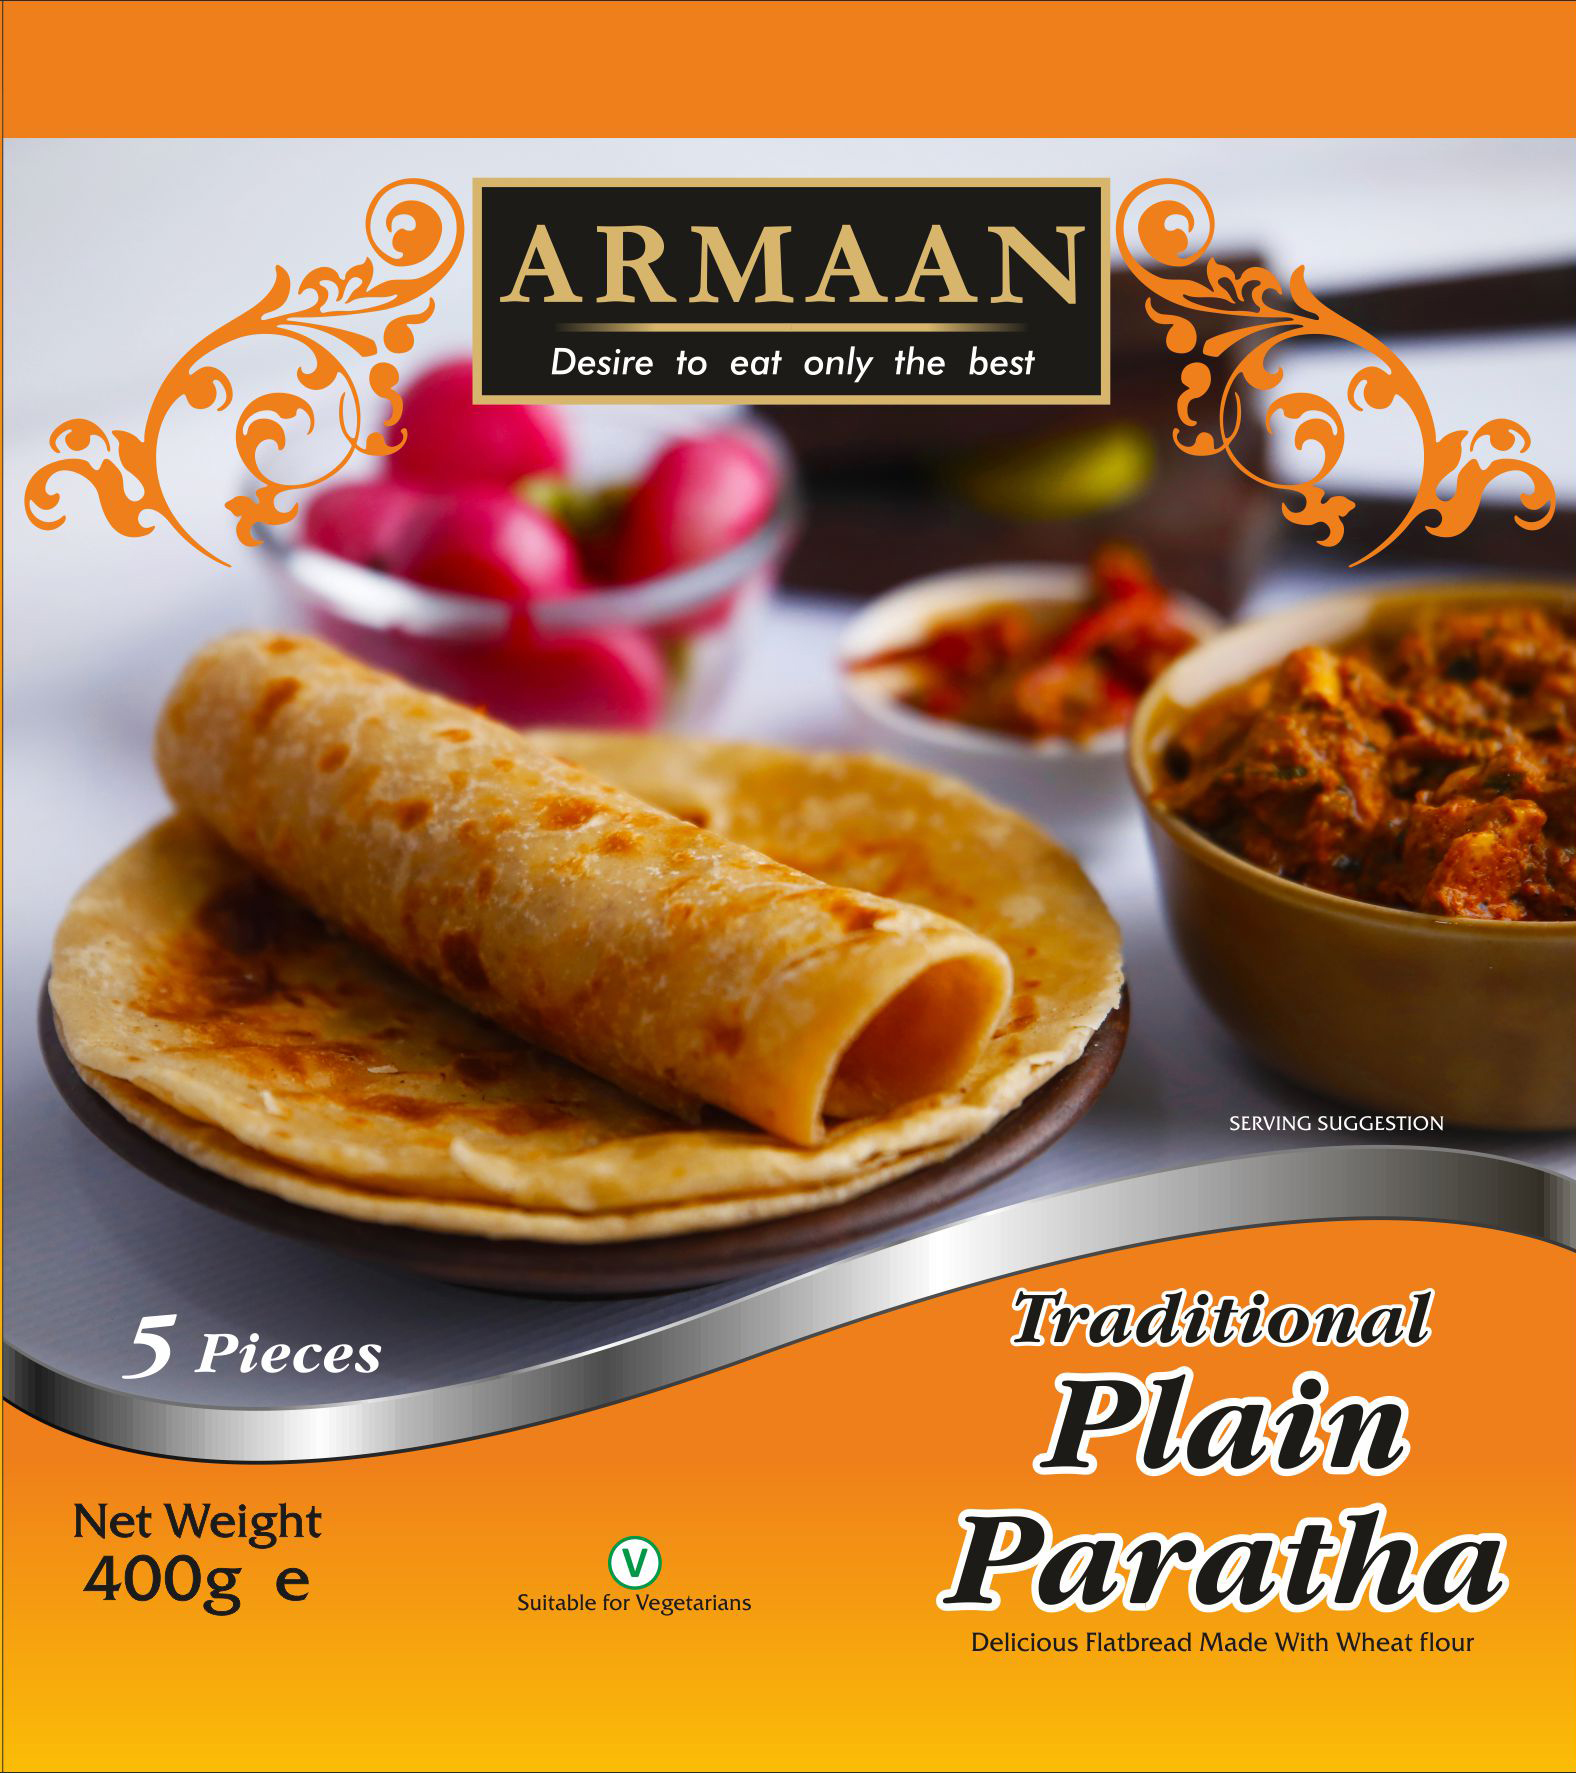 ARMAAN
Desire to eat only the best
SERVING SUGGESTION
5 Pieces
Traditional
Plain
Paratha
Delicious Flatbread Made With Wheat flour
Net Weight
400g e
V
Suitable for Vegetarians